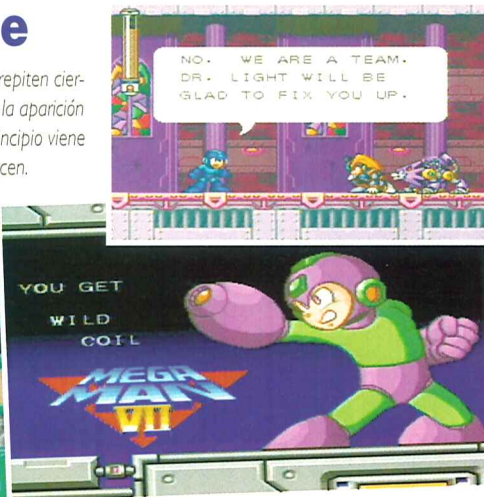 e
repiten cier-
la aparición
ncipio viene
cen.
NO. WE ARE A TEAM.
DR. LIGHT WILL BE
GLAD TO FIX YOU UP.
YOU GET
WILD
COIL
MEGA
MAN
VII